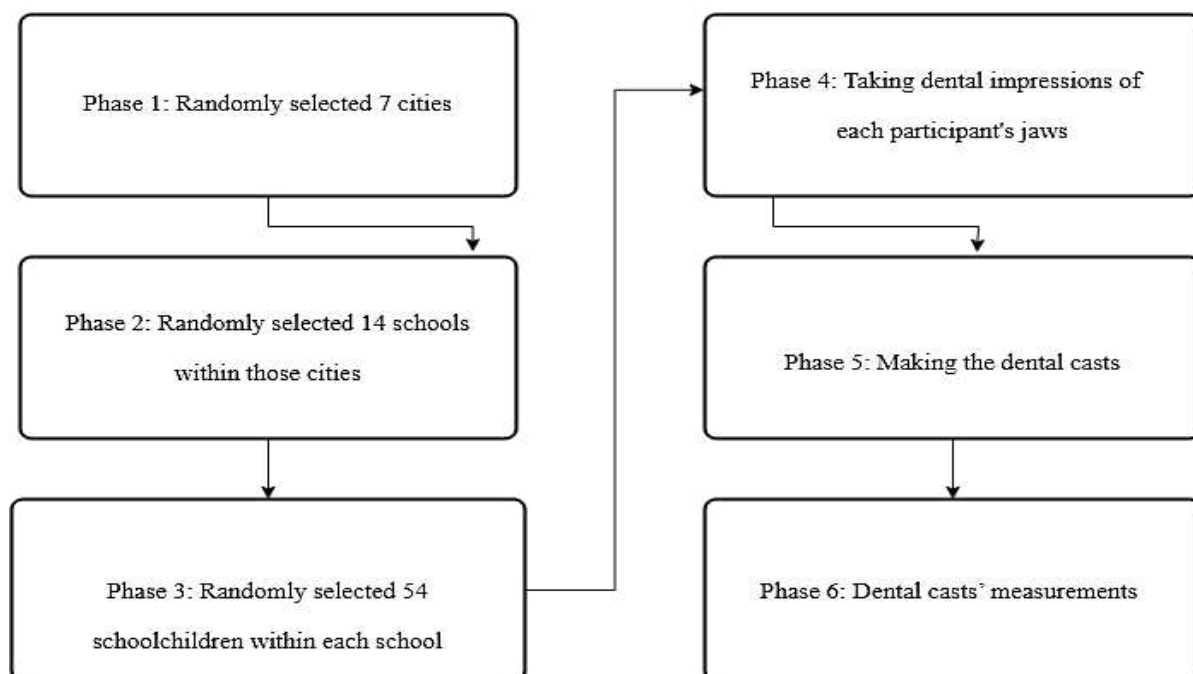 Phase 1: Randomly selected 7 cities
Phase 2: Randomly selected 14 schools
within those cities
Phase 3: Randomly selected 54
schoolchildren within each school
Phase 4: Taking dental impressions of
each participant's jaws
Phase 5: Making the dental casts
Phase 6: Dental casts’ measurements